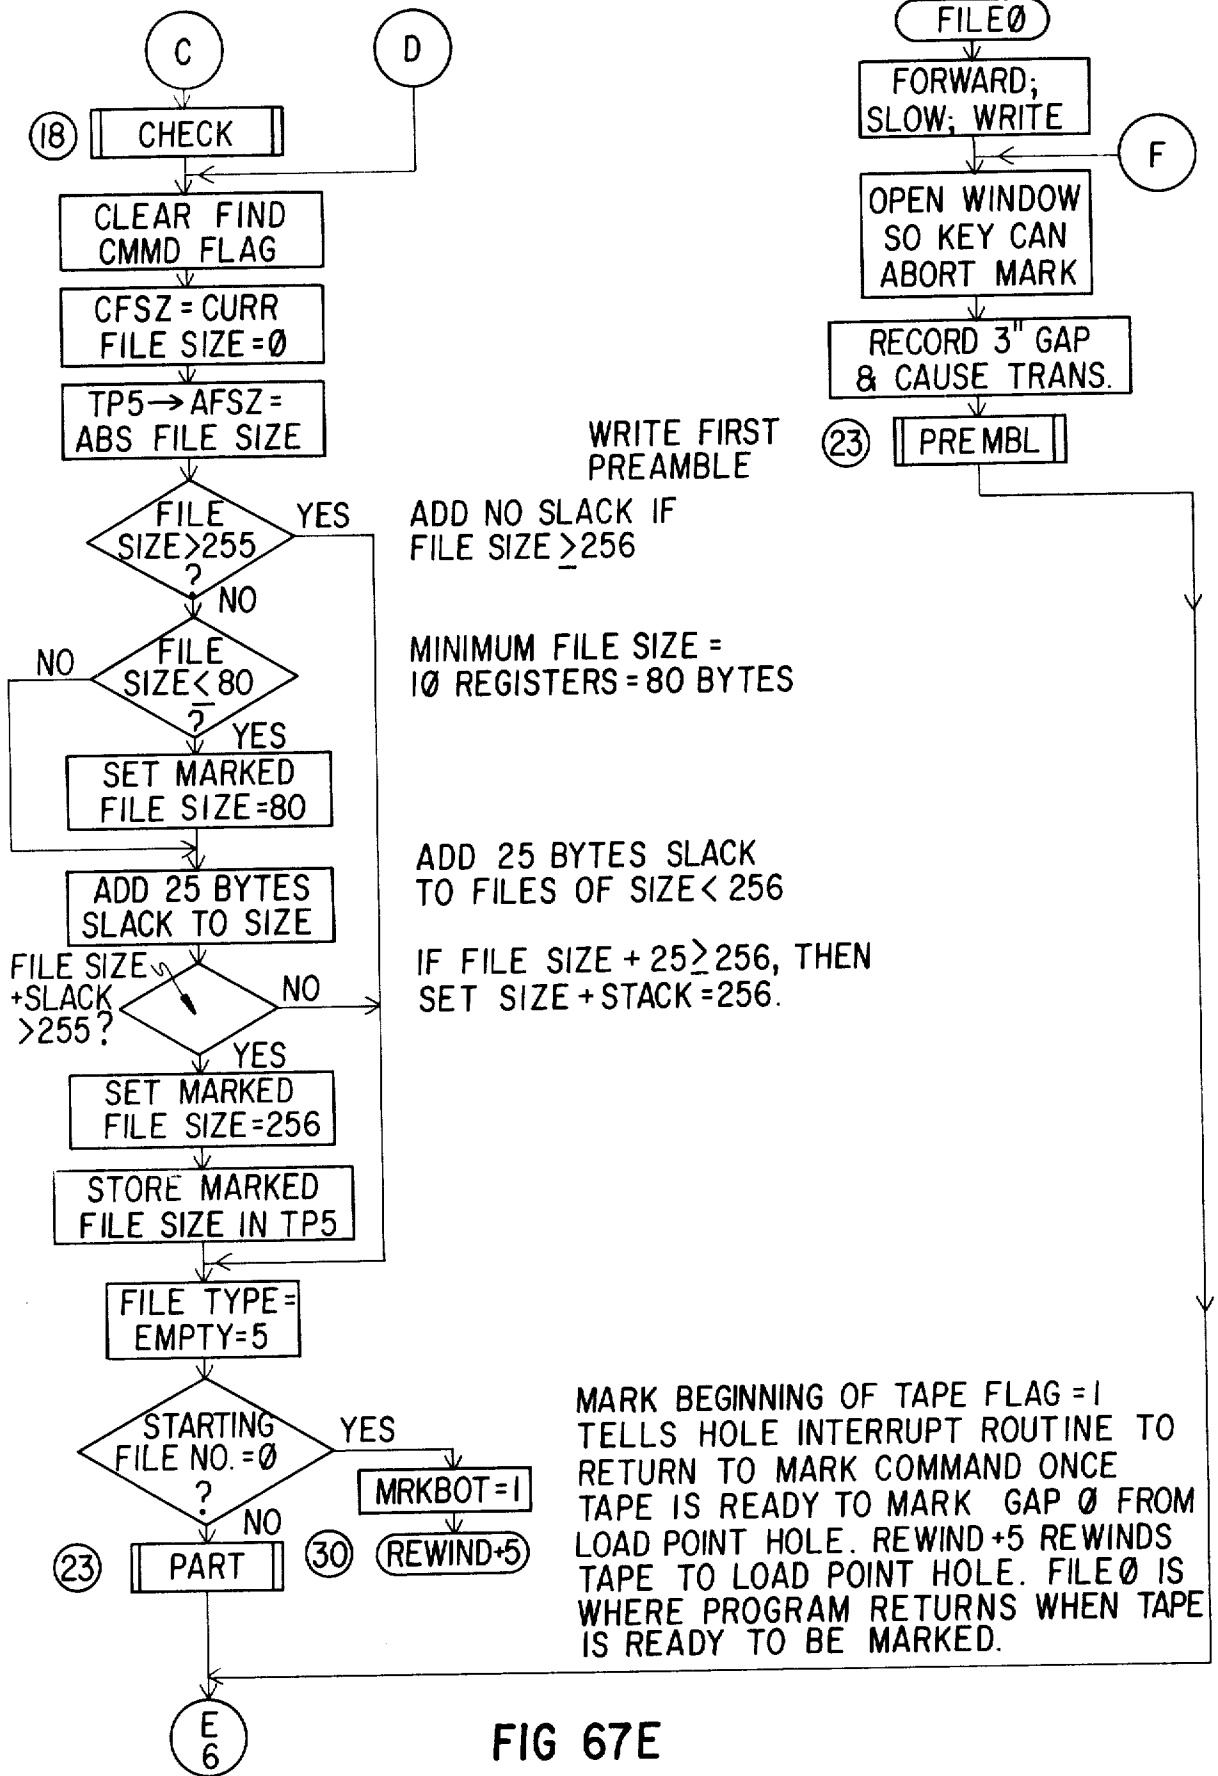 C
D
18
CHECK
CLEAR FIND
CMMD FLAG
CFSZ = CURR
FILE SIZE = Ø
TP5→AFSZ =
ABS FILE SIZE
FILE
SIZE>255
?
YES
NO
ADD NO SLACK IF
FILE SIZE ≥ 256
FILE
SIZE≤80
?
NO
YES
MINIMUM FILE SIZE =
1Ø REGISTERS = 80 BYTES
SET MARKED
FILE SIZE=80
ADD 25 BYTES
SLACK TO SIZE
ADD 25 BYTES SLACK
TO FILES OF SIZE < 256
FILE SIZE
+SLACK
>255?
NO
YES
IF FILE SIZE + 25≥256, THEN
SET SIZE + STACK = 256.
SET MARKED
FILE SIZE=256
STORE MARKED
FILE SIZE IN TP5
FILE TYPE=
EMPTY=5
STARTING
FILE NO.=Ø
?
YES
NO
MRKBOT = 1
30
REWIND+5
23
PART
E
6
FILEØ
FORWARD;
SLOW; WRITE
F
OPEN WINDOW
SO KEY CAN
ABORT MARK
RECORD 3" GAP
& CAUSE TRANS.
WRITE FIRST
PREAMBLE
23
PREMBL
MARK BEGINNING OF TAPE FLAG = 1
TELLS HOLE INTERRUPT ROUTINE TO
RETURN TO MARK COMMAND ONCE
TAPE IS READY TO MARK GAP Ø FROM
LOAD POINT HOLE. REWIND +5 REWINDS
TAPE TO LOAD POINT HOLE. FILEØ IS
WHERE PROGRAM RETURNS WHEN TAPE
IS READY TO BE MARKED.
FIG 67E